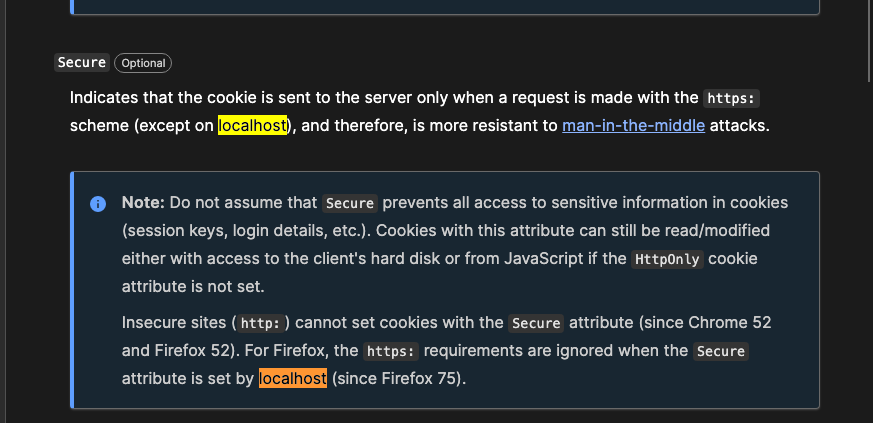 Secure Optional
Indicates that the cookie is sent to the server only when a request is made with the https:
scheme (except on localhost), and therefore, is more resistant to man-in-the-middle attacks.
Note: Do not assume that Secure prevents all access to sensitive information in cookies
(session keys, login details, etc.). Cookies with this attribute can still be read/modified
either with access to the client's hard disk or from JavaScript if the HttpOnly cookie
attribute is not set.
Insecure sites (http:) cannot set cookies with the Secure attribute (since Chrome 52
and Firefox 52). For Firefox, the https: requirements are ignored when the Secure
attribute is set by localhost (since Firefox 75).